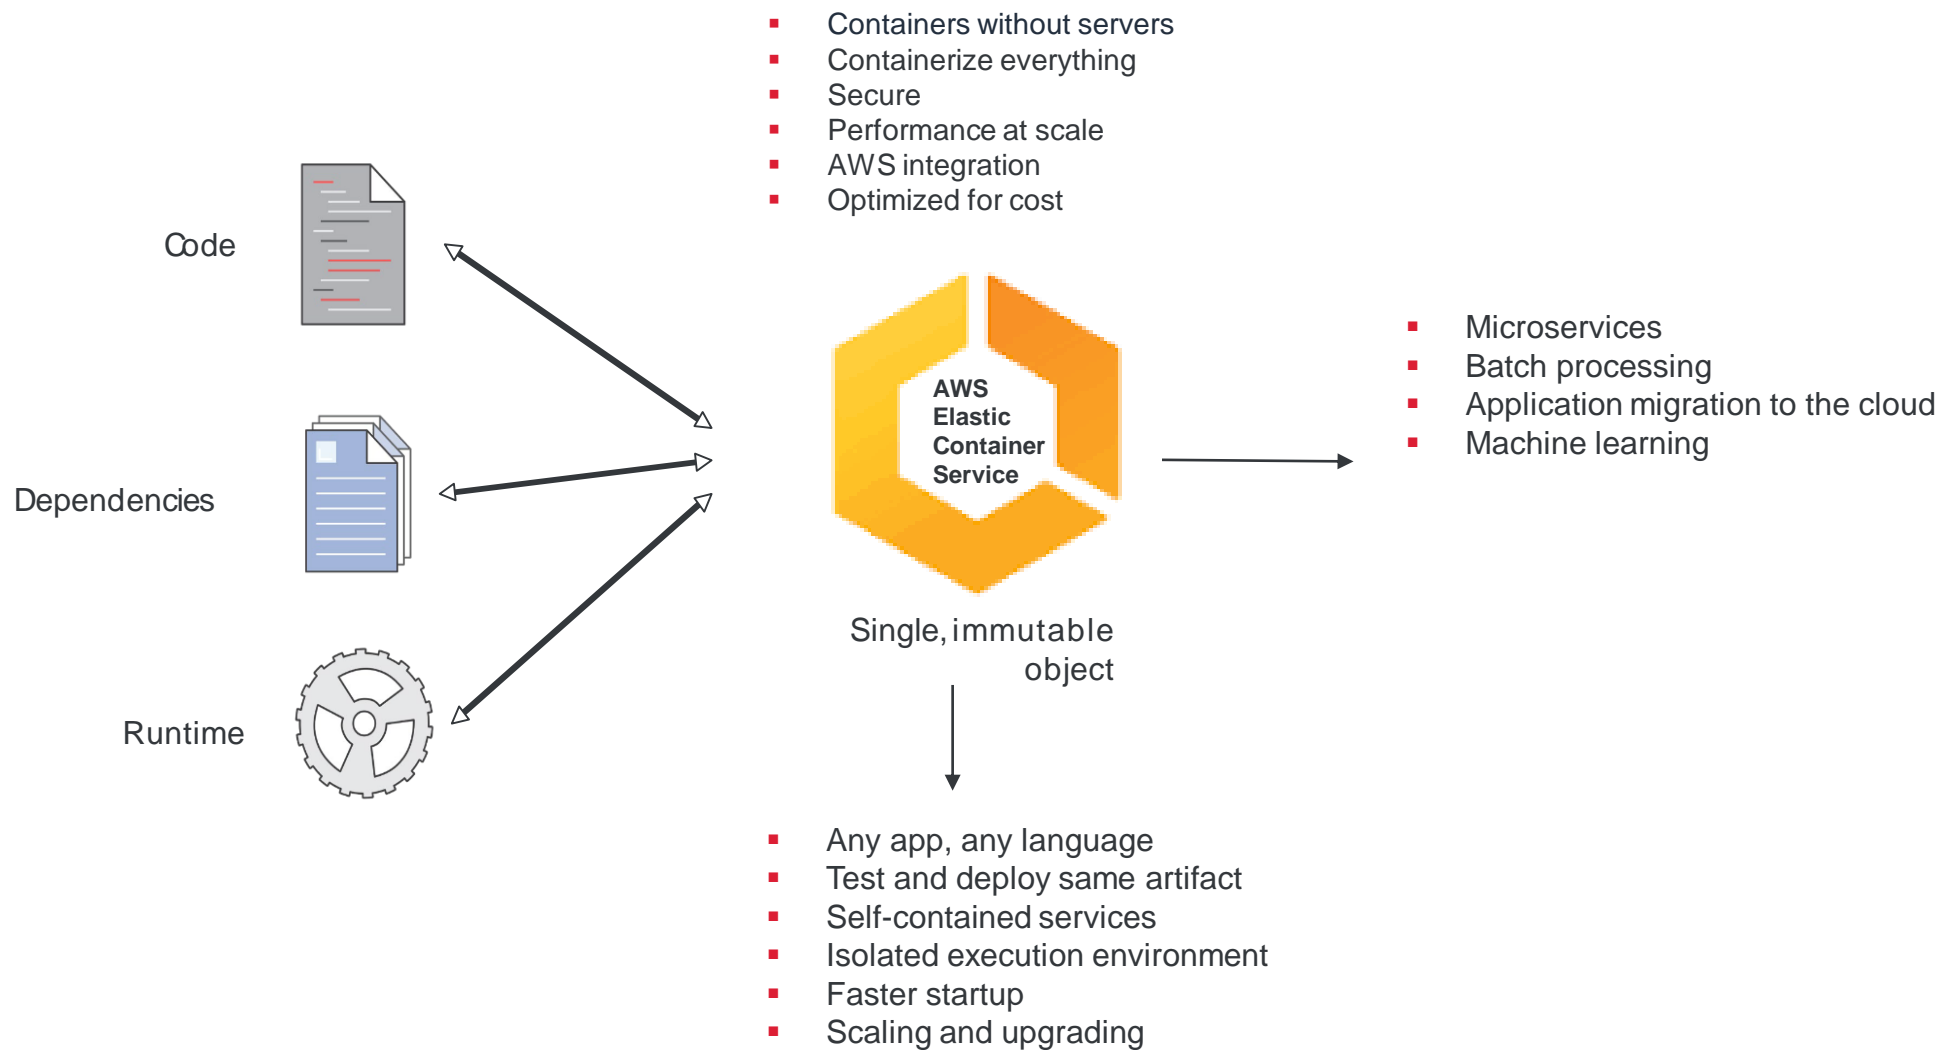 Containers without servers
Containerize everything
Secure
Performance at scale
AWS integration
Optimized for cost
Code
Dependencies
Runtime
AWS
Elastic
Container
Service
Single, immutable
object
Microservices
Batch processing
Application migration to the cloud
Machine learning
Any app, any language
Test and deploy same artifact
Self-contained services
Isolated execution environment
Faster startup
Scaling and upgrading